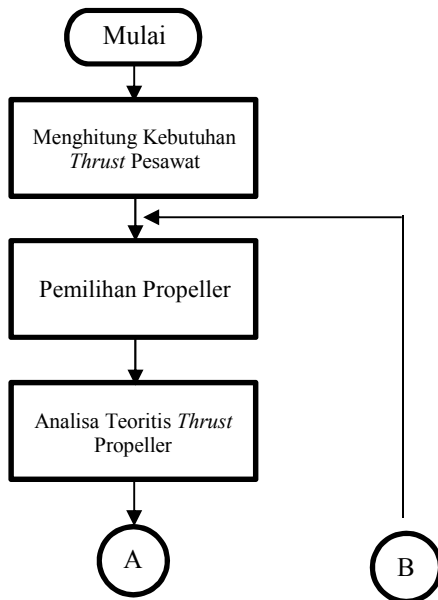 Mulai
Menghitung Kebutuhan
Thrust Pesawat
Pemilihan Propeller
Analisa Teoritis Thrust
Propeller
A
B